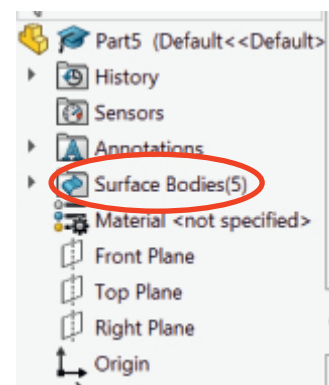 Part5 (Default<<Default>
History
Sensors
Annotations
Surface Bodies(5)
Material <not specified>
Front Plane
Top Plane
Right Plane
Origin